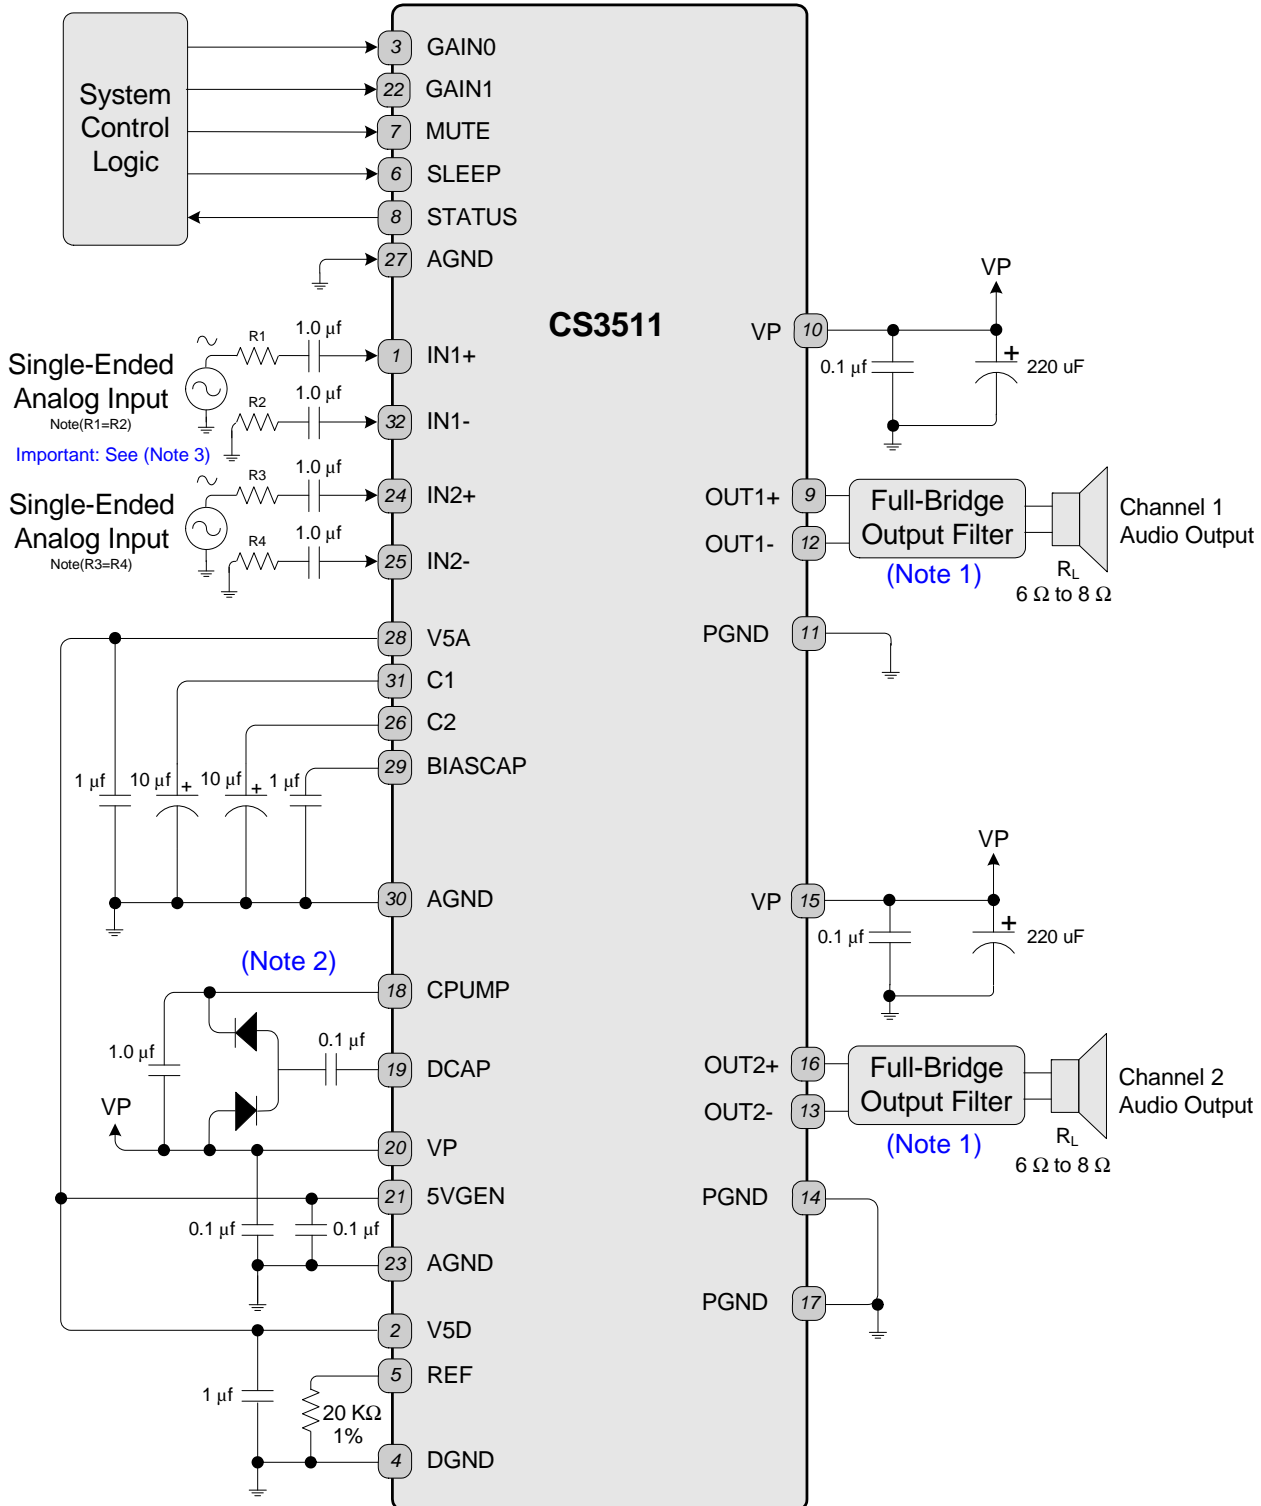 System
Control
Logic
3 GAIN0
22 GAIN1
7 MUTE
6 SLEEP
8 STATUS
27 AGND
CS3511
Single-Ended
Analog Input
Note(R1=R2)
R1
1.0 μf
1 IN1+
R2
1.0 μf
32 IN1-
Important: See (Note 3)
Single-Ended
Analog Input
Note(R3=R4)
R3
1.0 μf
24 IN2+
R4
1.0 μf
25 IN2-
28 V5A
31 C1
26 C2
29 BIASCAP
1 μf
10 μf
+
10 μf
+
1 μf
30 AGND
(Note 2)
18 CPUMP
1.0 μf
0.1 μf
19 DCAP
VP
20 VP
21 5VGEN
0.1 μf
0.1 μf
23 AGND
2 V5D
5 REF
1 μf
20 KΩ
1%
4 DGND
VP
VP 10
0.1 μf
+
220 uF
OUT1+ 9
OUT1- 12
Full-Bridge
Output Filter
(Note 1)
Channel 1
Audio Output
RL
6 Ω to 8 Ω
PGND 11
VP
VP 15
0.1 μf
+
220 uF
OUT2+ 16
OUT2- 13
Full-Bridge
Output Filter
(Note 1)
Channel 2
Audio Output
RL
6 Ω to 8 Ω
PGND 14
PGND 17